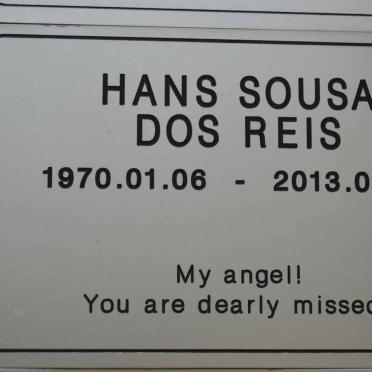 HANS SOUSA
DOS REIS
1970.01.06 - 2013.0
My angel!
You are dearly missed